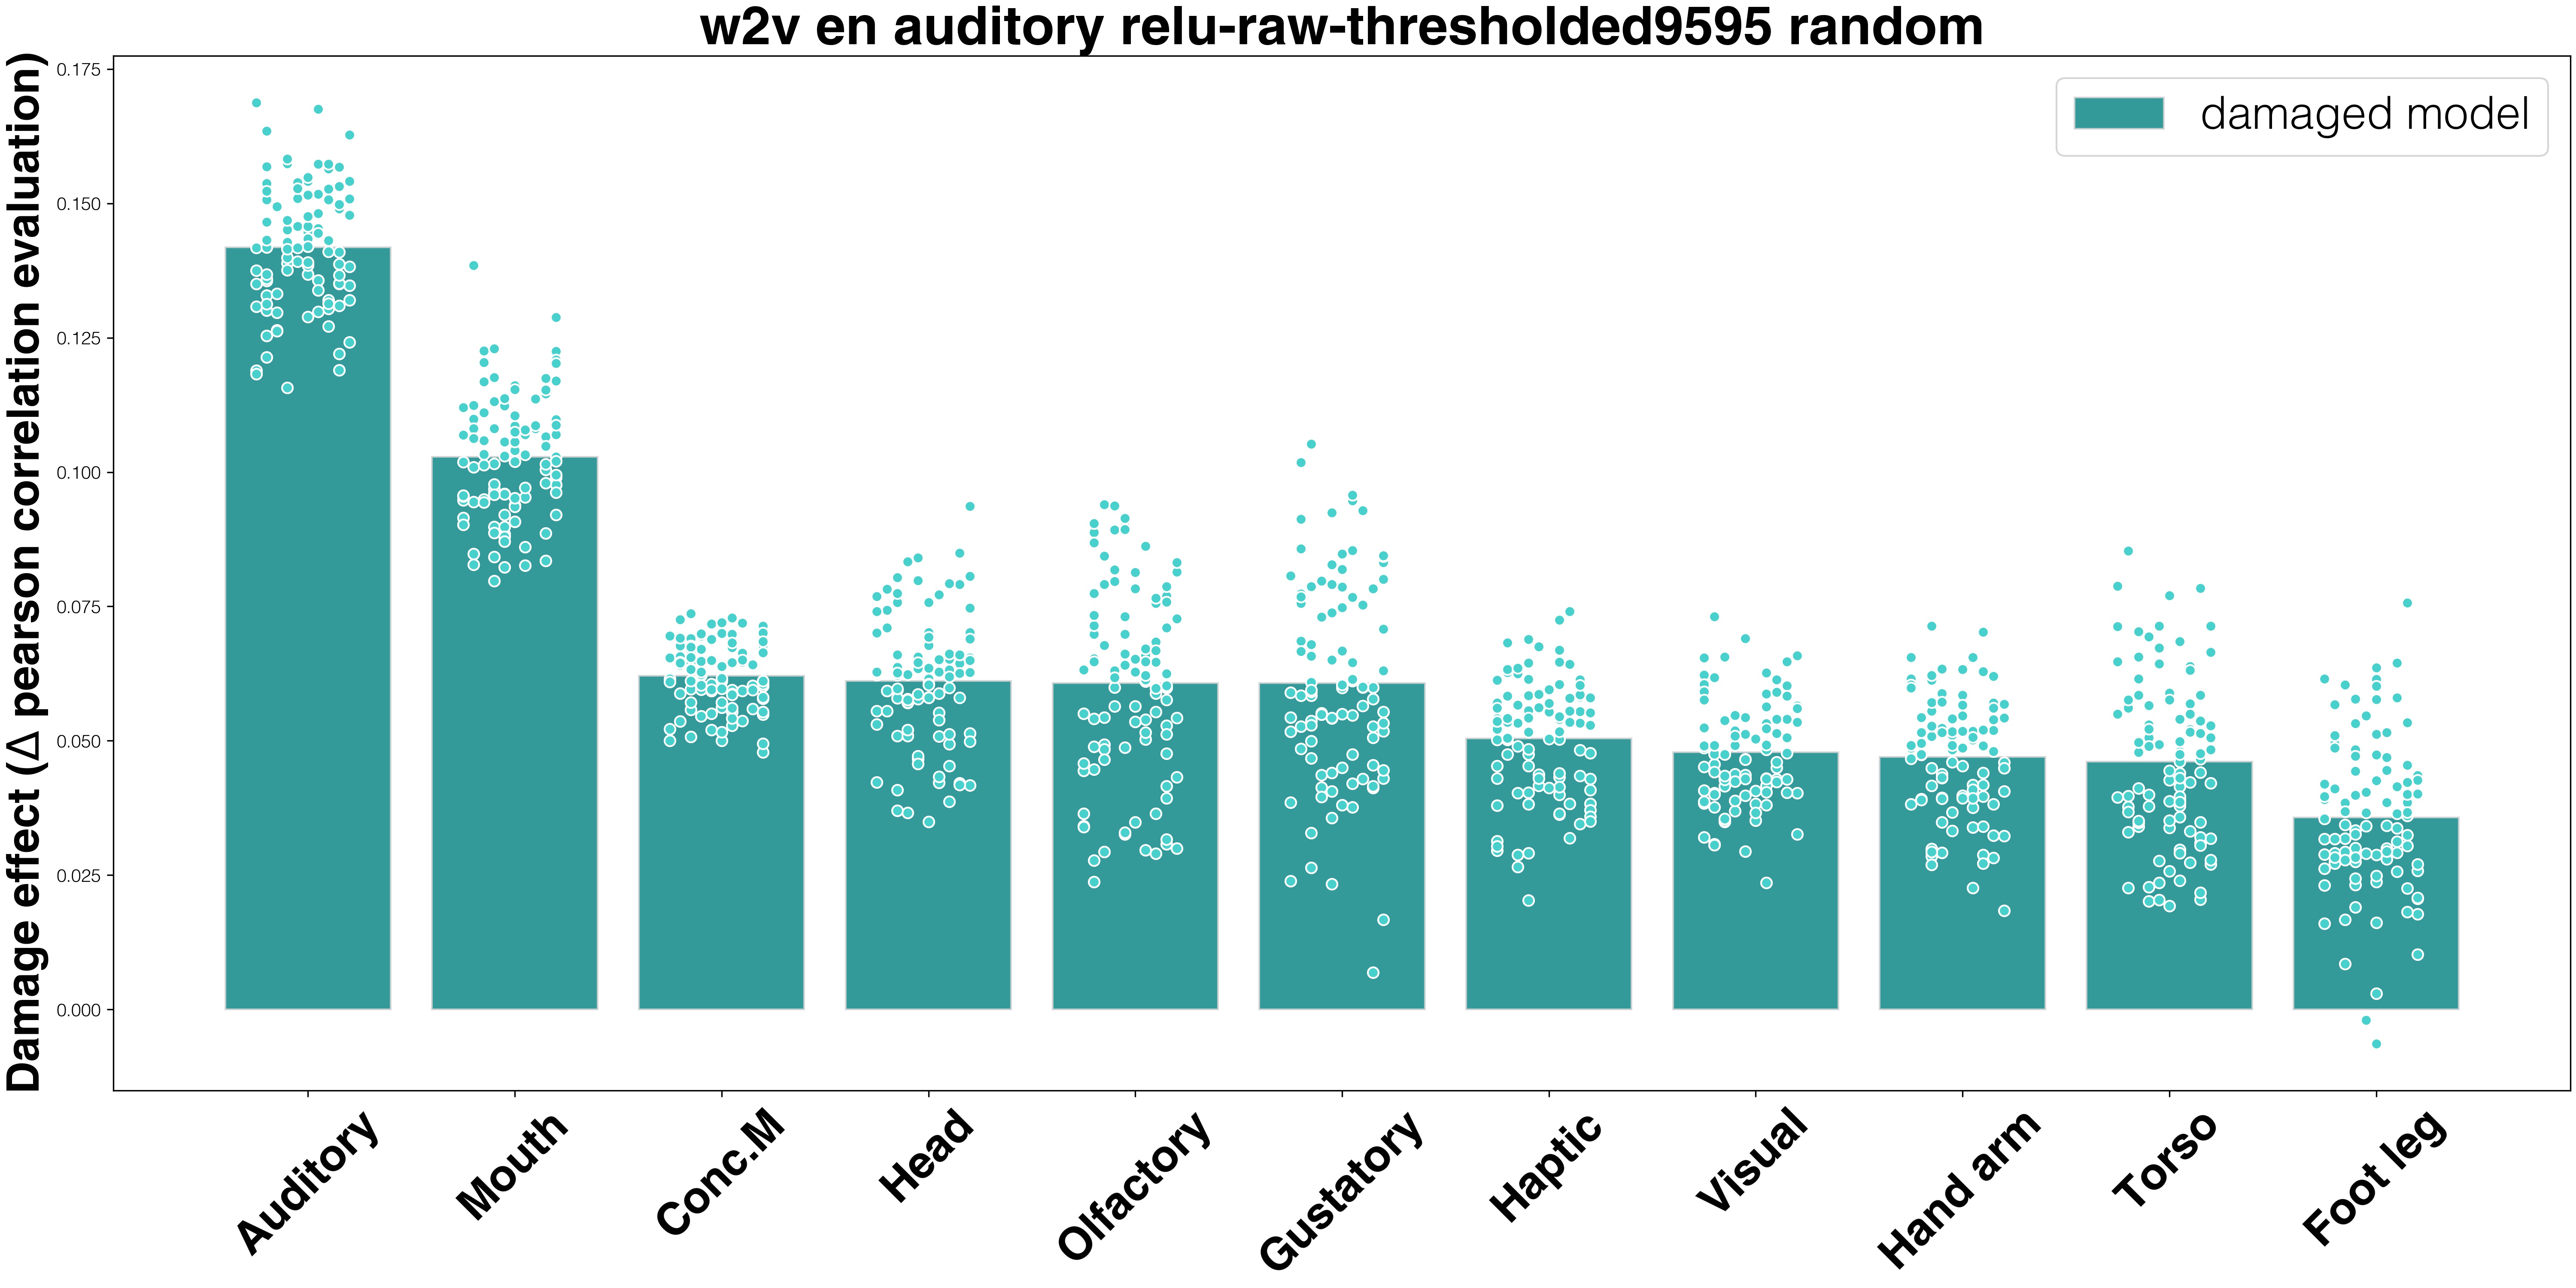 w2v en auditory relu-raw-thresholded9595 random
Damage effect (Δ pearson correlation evaluation)
0.175
0.150
0.125
0.100
0.075
0.050
0.025
0.000
damaged model
Auditory
Mouth
Conc.M
Head
Olfactory
Gustatory
Haptic
Visual
Hand arm
Torso
Foot leg